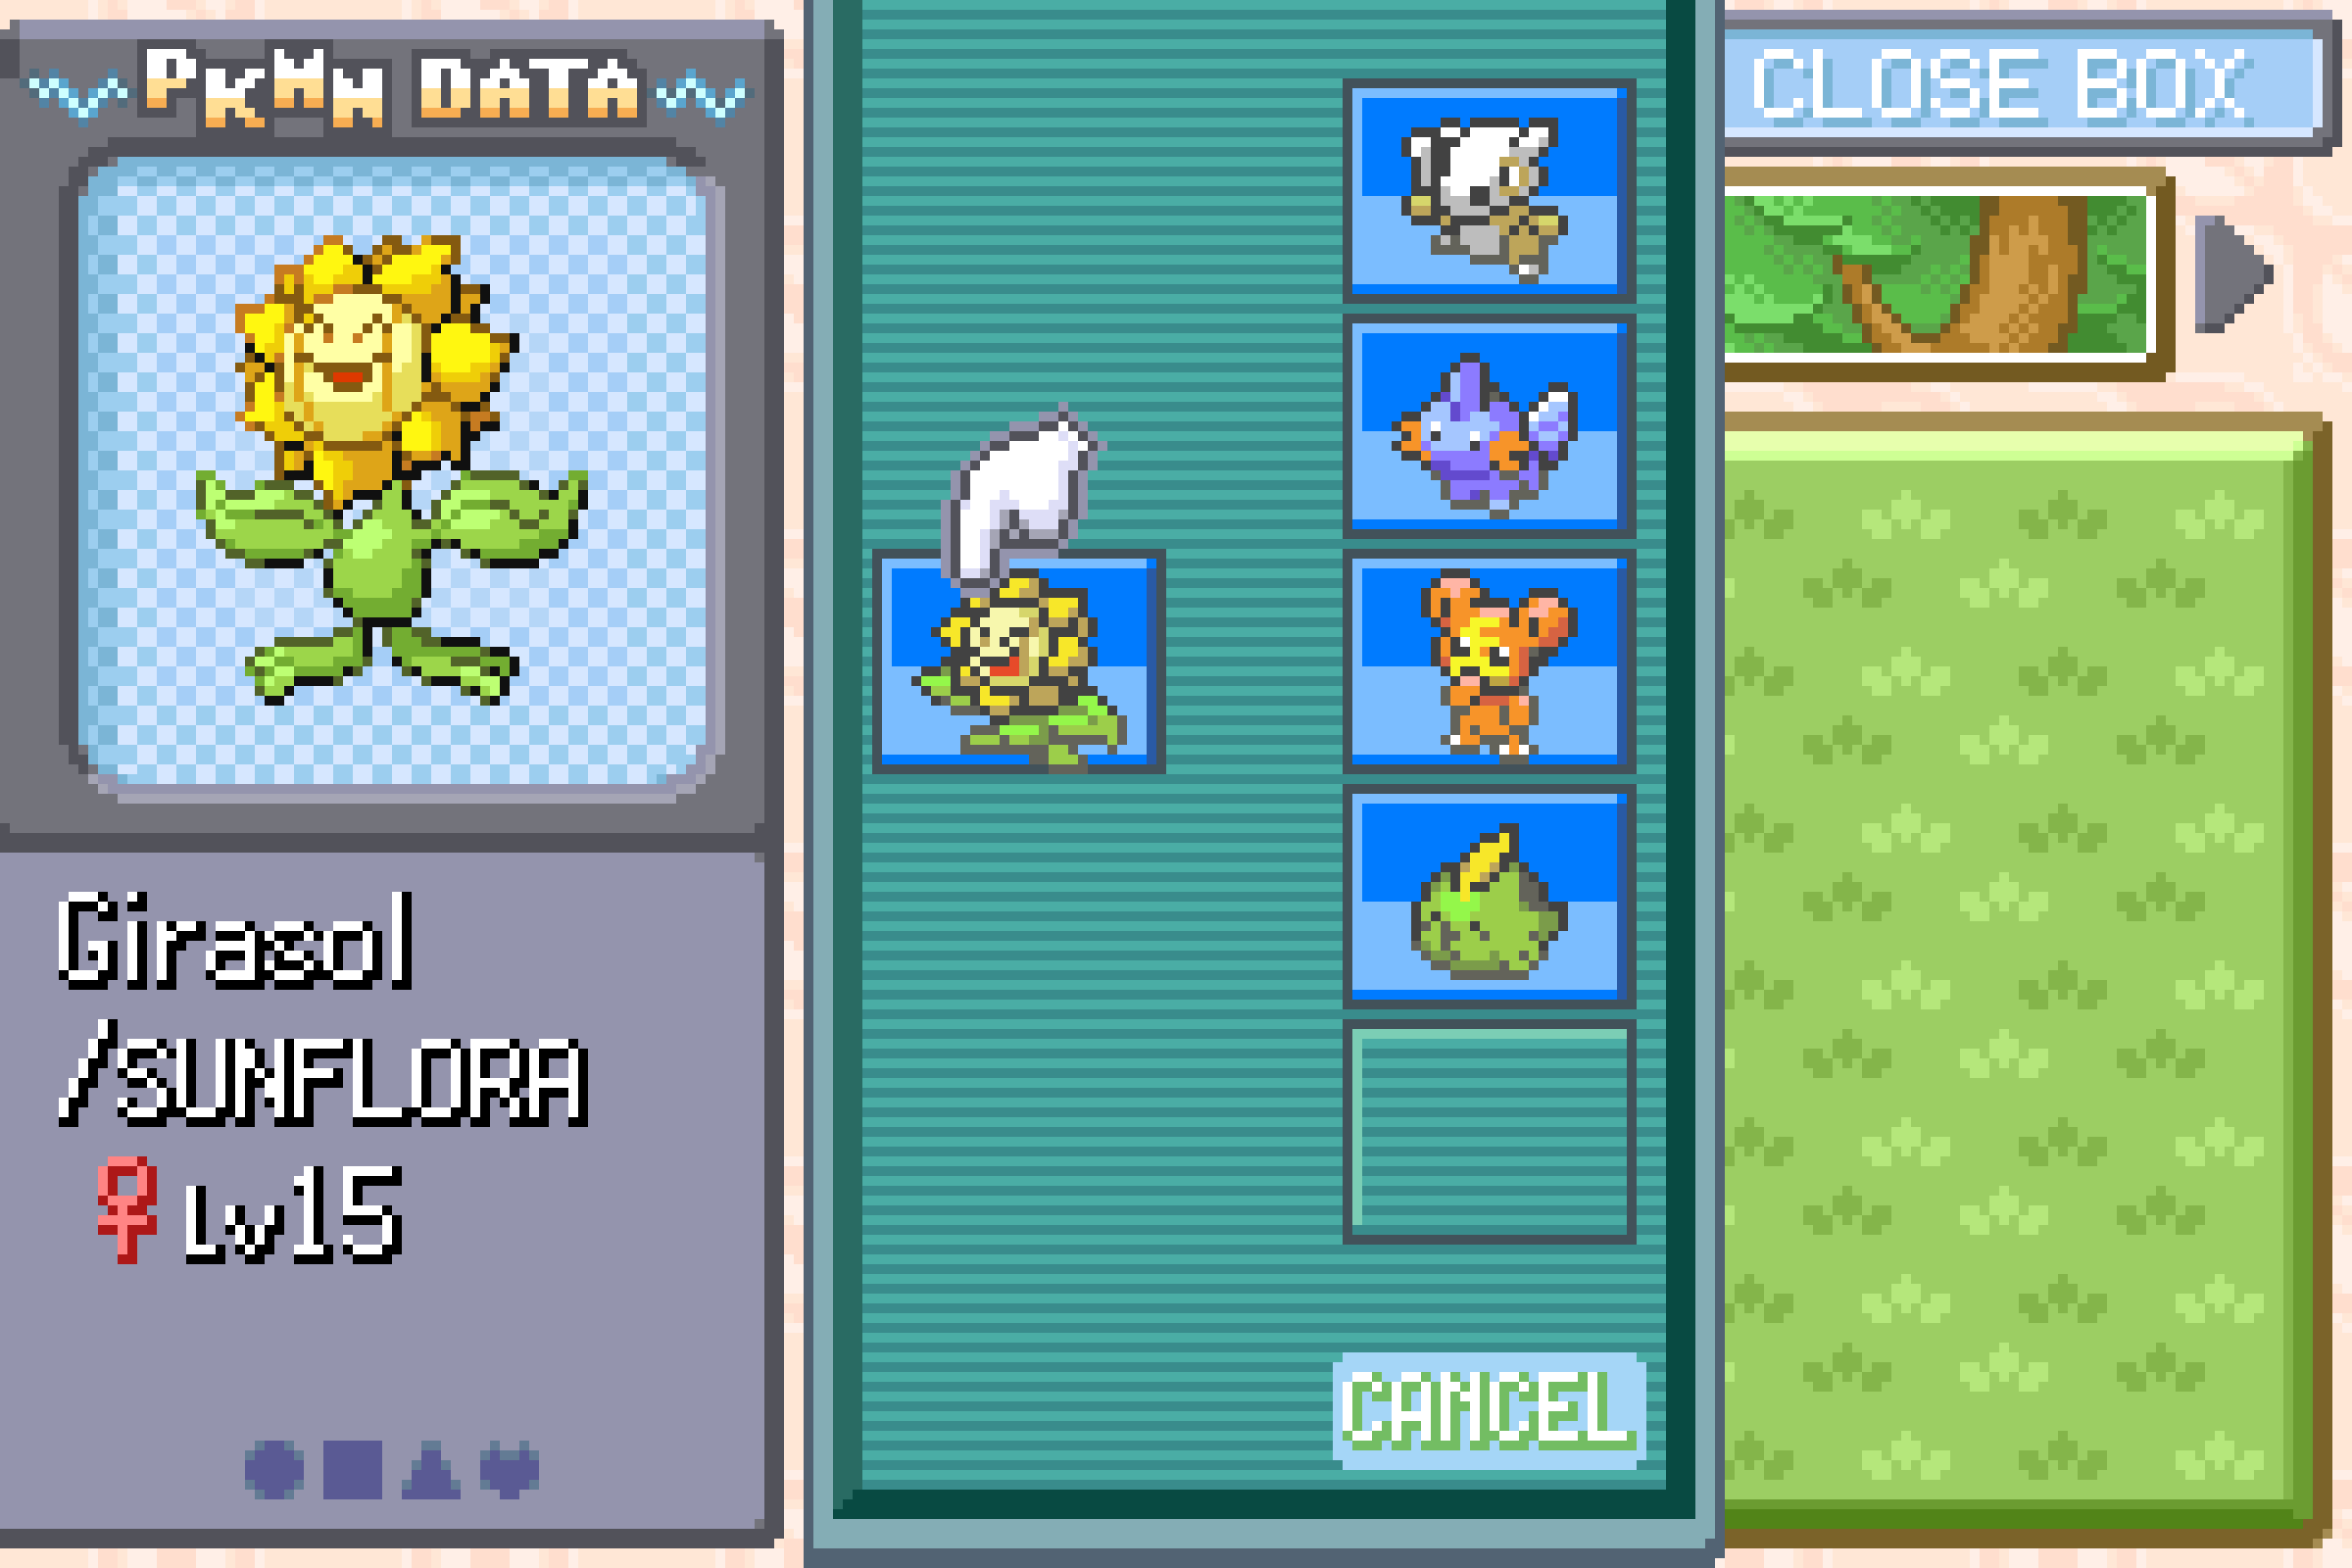 PKMN DATA
Girasol
/SUNFLORA
♀Lv15
CANCEL
CLOSE BOX